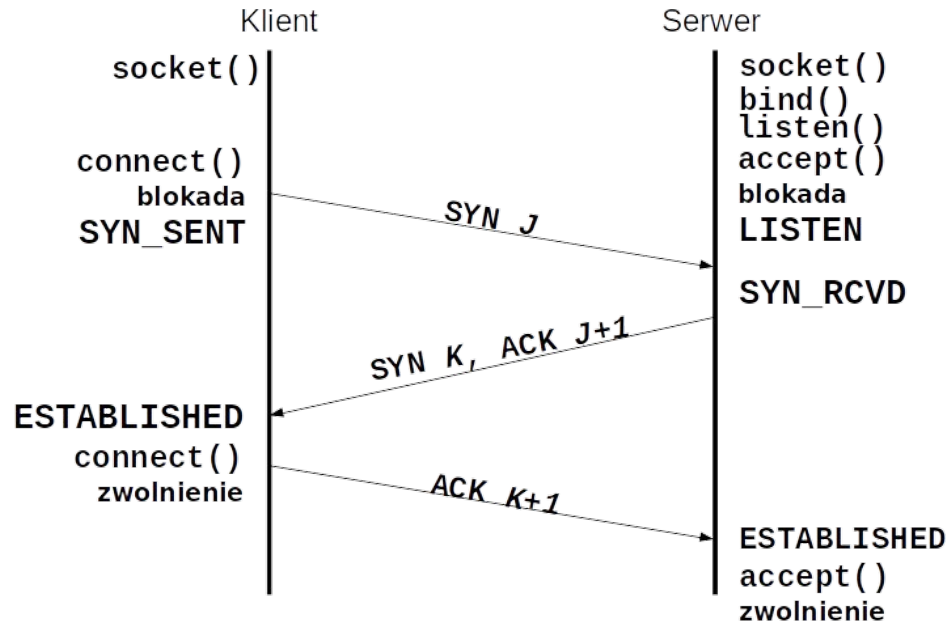 Klient
Serwer
socket()
socket()
bind()
listen()
connect()
accept()
blokada
blokada
SYN_SENT
LISTEN
SYN J
SYN_RCVD
SYN K, ACK J+1
ESTABLISHED
connect()
zwolnienie
ACK K+1
ESTABLISHED
accept()
zwolnienie